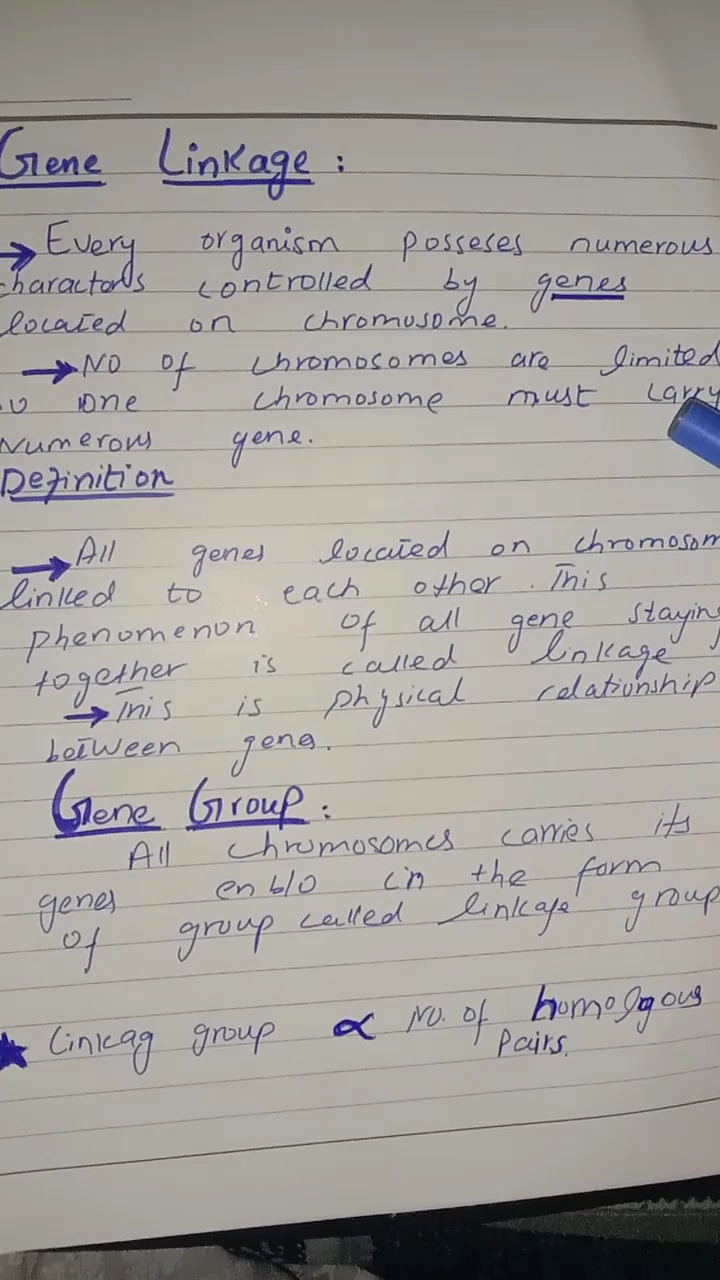 Gene Linkage :
→ Every organism posseses numerous
charactors controlled by genes
located on chromosome.
→ No of chromosomes are limited
so one chromosome must carry
numerous gene.
Definition
→ All genes located on chromosom
linked to each other. This
phenomenon of all gene staying
together is called linkage
→ This is physical relationship
between gene.
Gene Group :
All chromosomes carries its
genes enblo in the form
of group called linkage group
★ Linkag group ∝ No. of homologous
pairs.